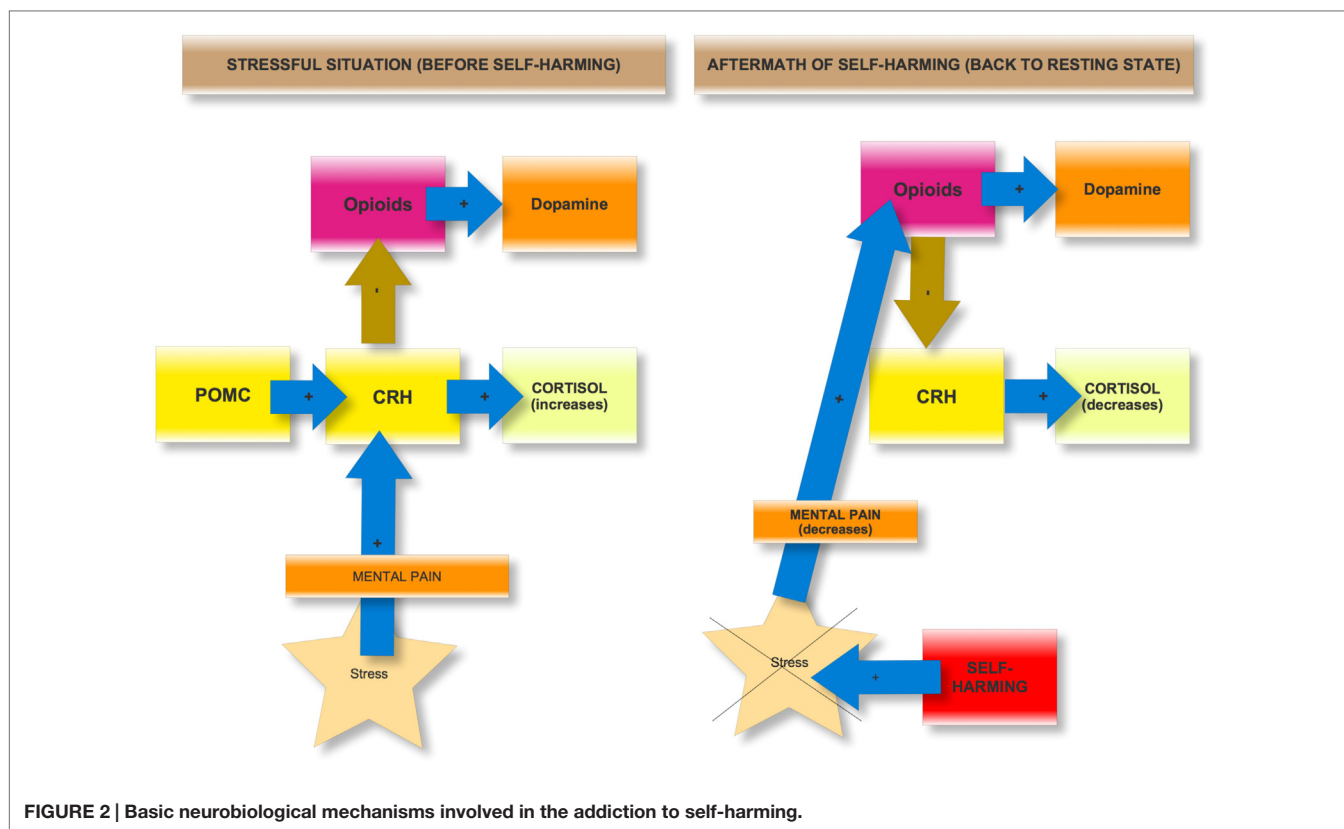 STRESSFUL SITUATION (BEFORE SELF-HARMING)
AFTERMATH OF SELF-HARMING (BACK TO RESTING STATE)
Opioids
+
Dopamine
-
POMC
+
CRH
+
CORTISOL
(increases)
+
MENTAL PAIN
Stress
Opioids
+
Dopamine
-
+
CRH
CORTISOL
(decreases)
MENTAL PAIN
(decreases)
Stress
+
SELF-
HARMING
FIGURE 2 | Basic neurobiological mechanisms involved in the addiction to self-harming.